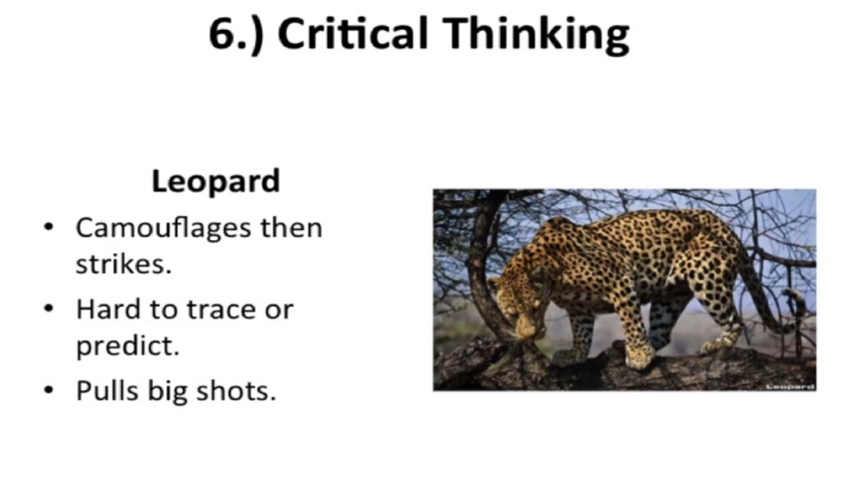 6.) Critical Thinking
Leopard
• Camouflages then
strikes.
• Hard to trace or
predict.
• Pulls big shots.
Leopard